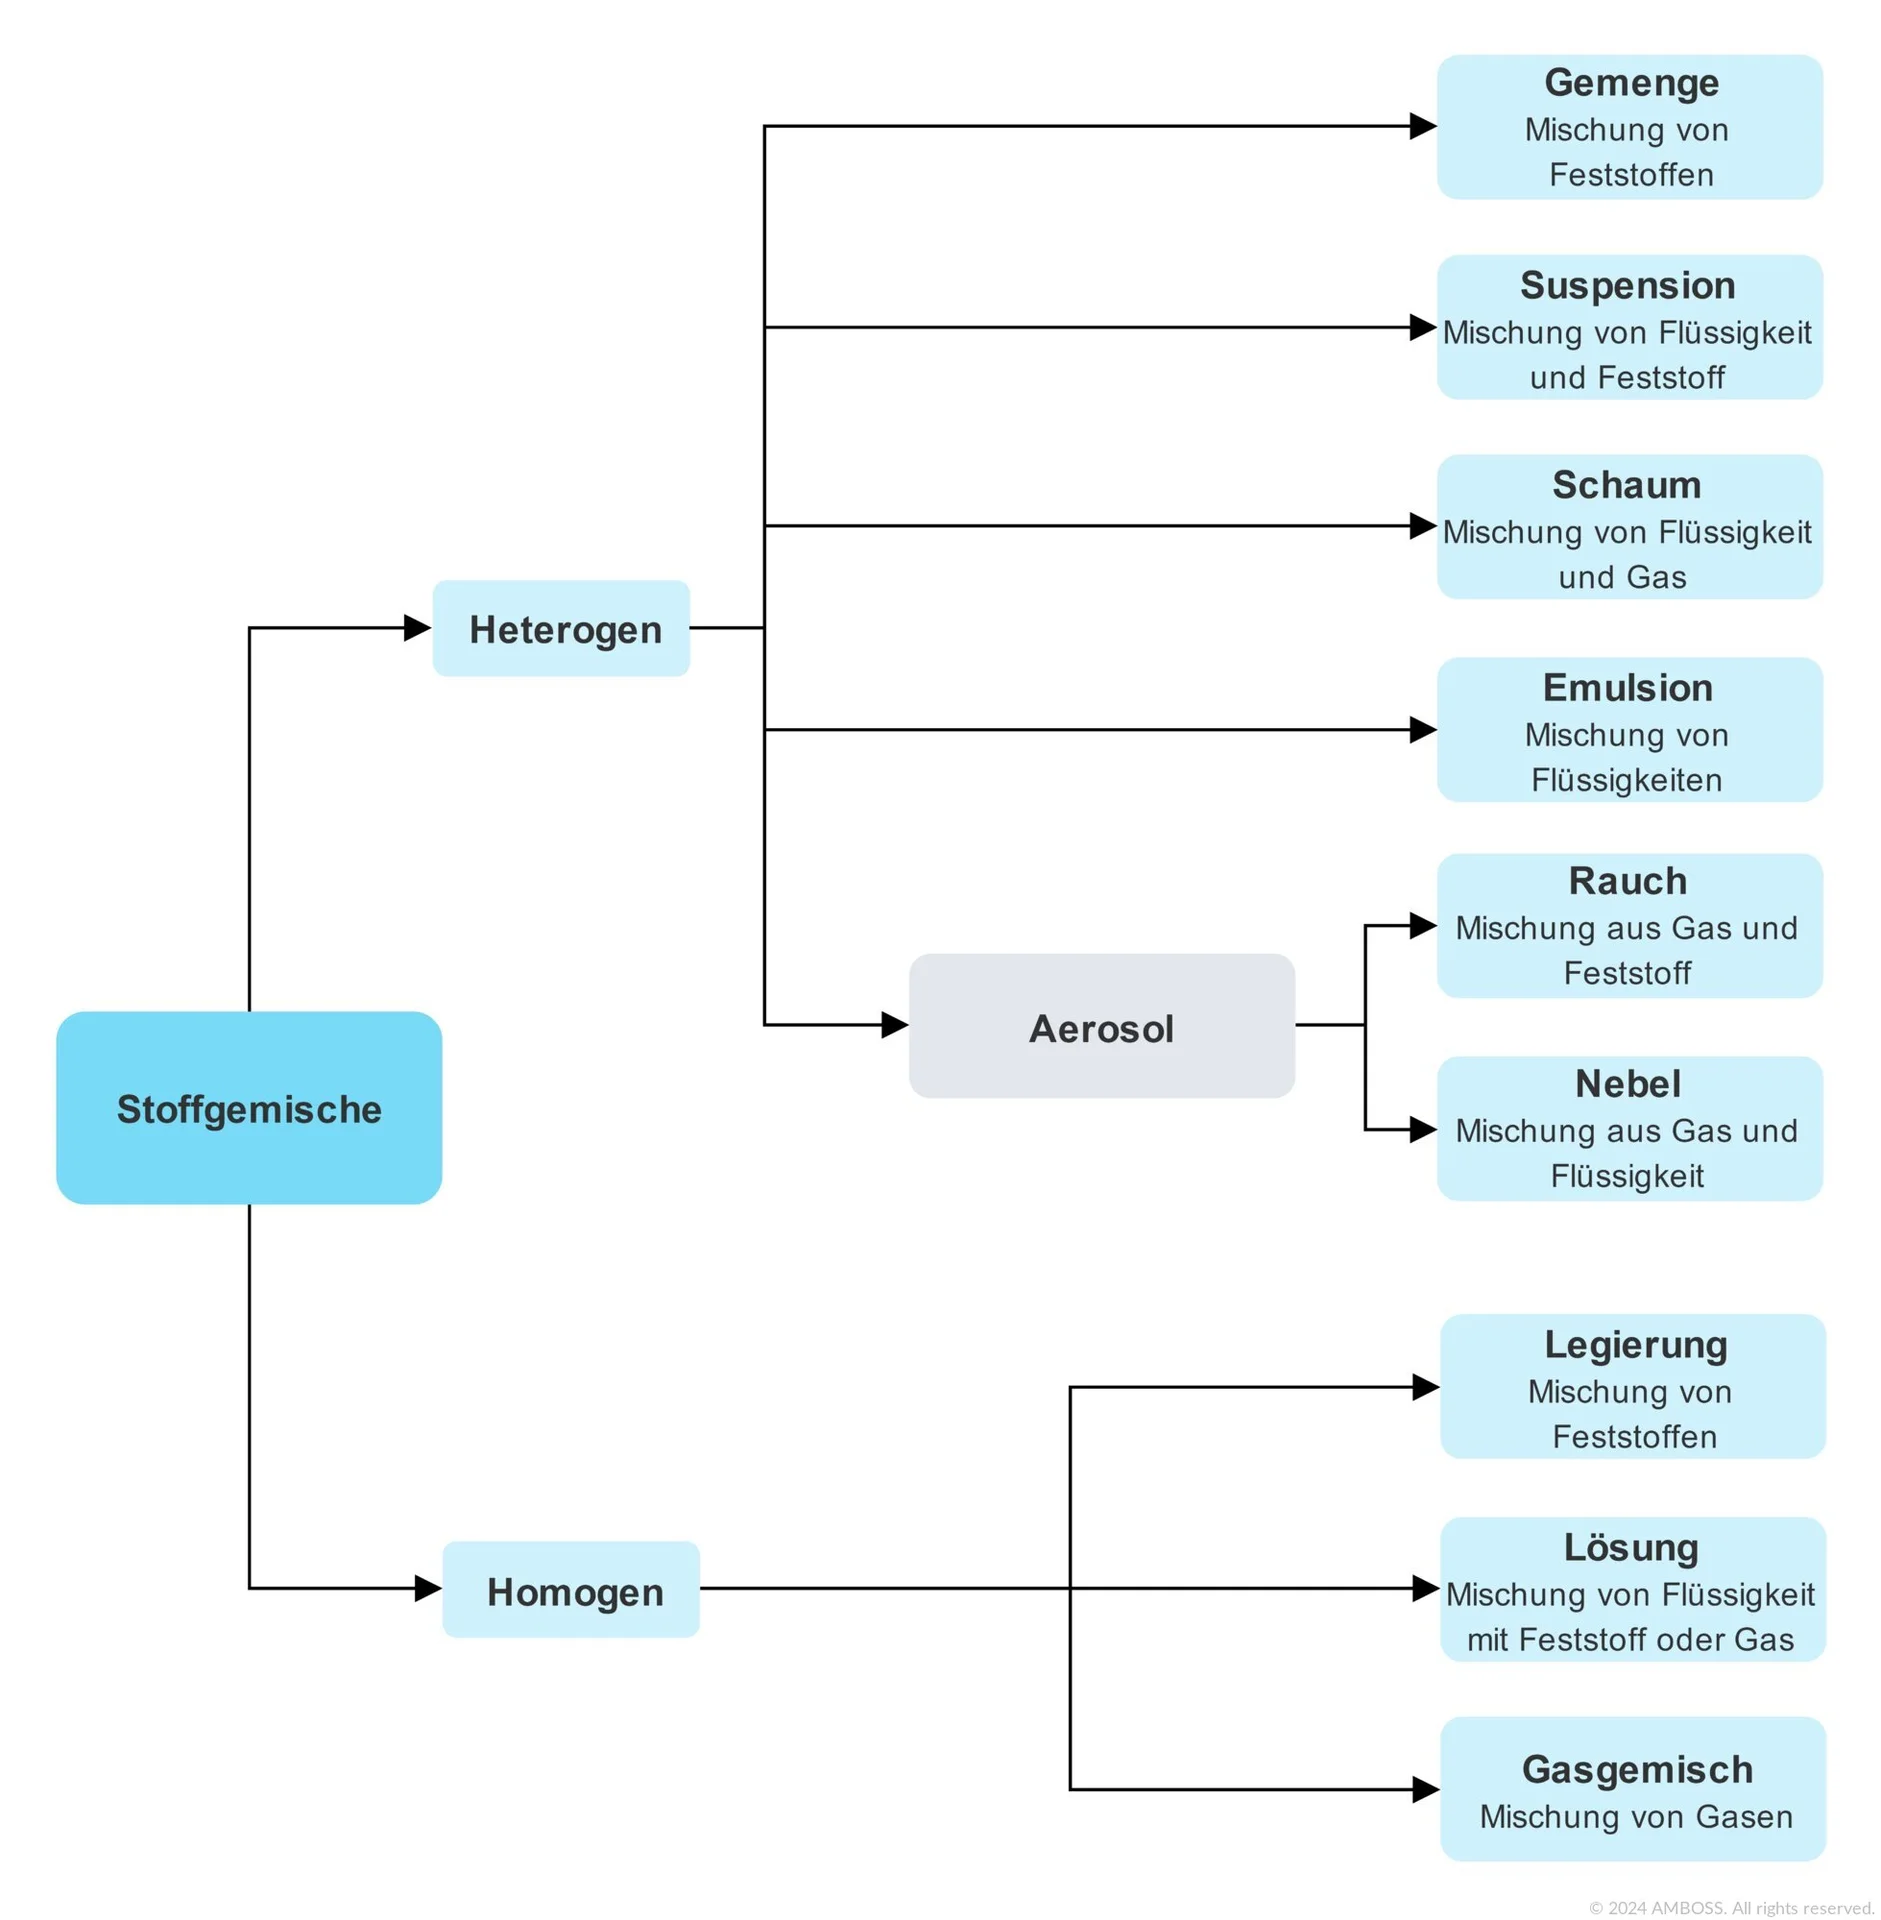 Gemenge
Mischung von
Feststoffen
Suspension
Mischung von Flüssigkeit
und Feststoff
Schaum
Mischung von Flüssigkeit
und Gas
Heterogen
Emulsion
Mischung von
Flüssigkeiten
Rauch
Mischung aus Gas und
Feststoff
Aerosol
Nebel
Mischung aus Gas und
Flüssigkeit
Stoffgemische
Legierung
Mischung von
Feststoffen
Homogen
Lösung
Mischung von Flüssigkeit
mit Feststoff oder Gas
Gasgemisch
Mischung von Gasen
© 2024 AMBOSS. All rights reserved.